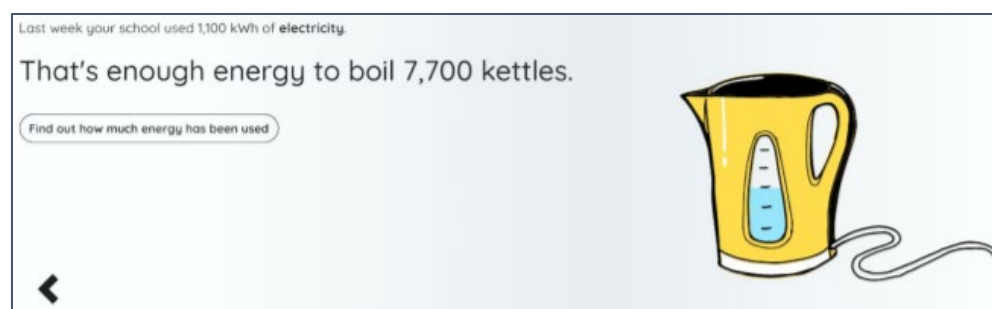 Last week your school used 1,100 kWh of electricity.
That's enough energy to boil 7,700 kettles.
Find out how much energy has been used